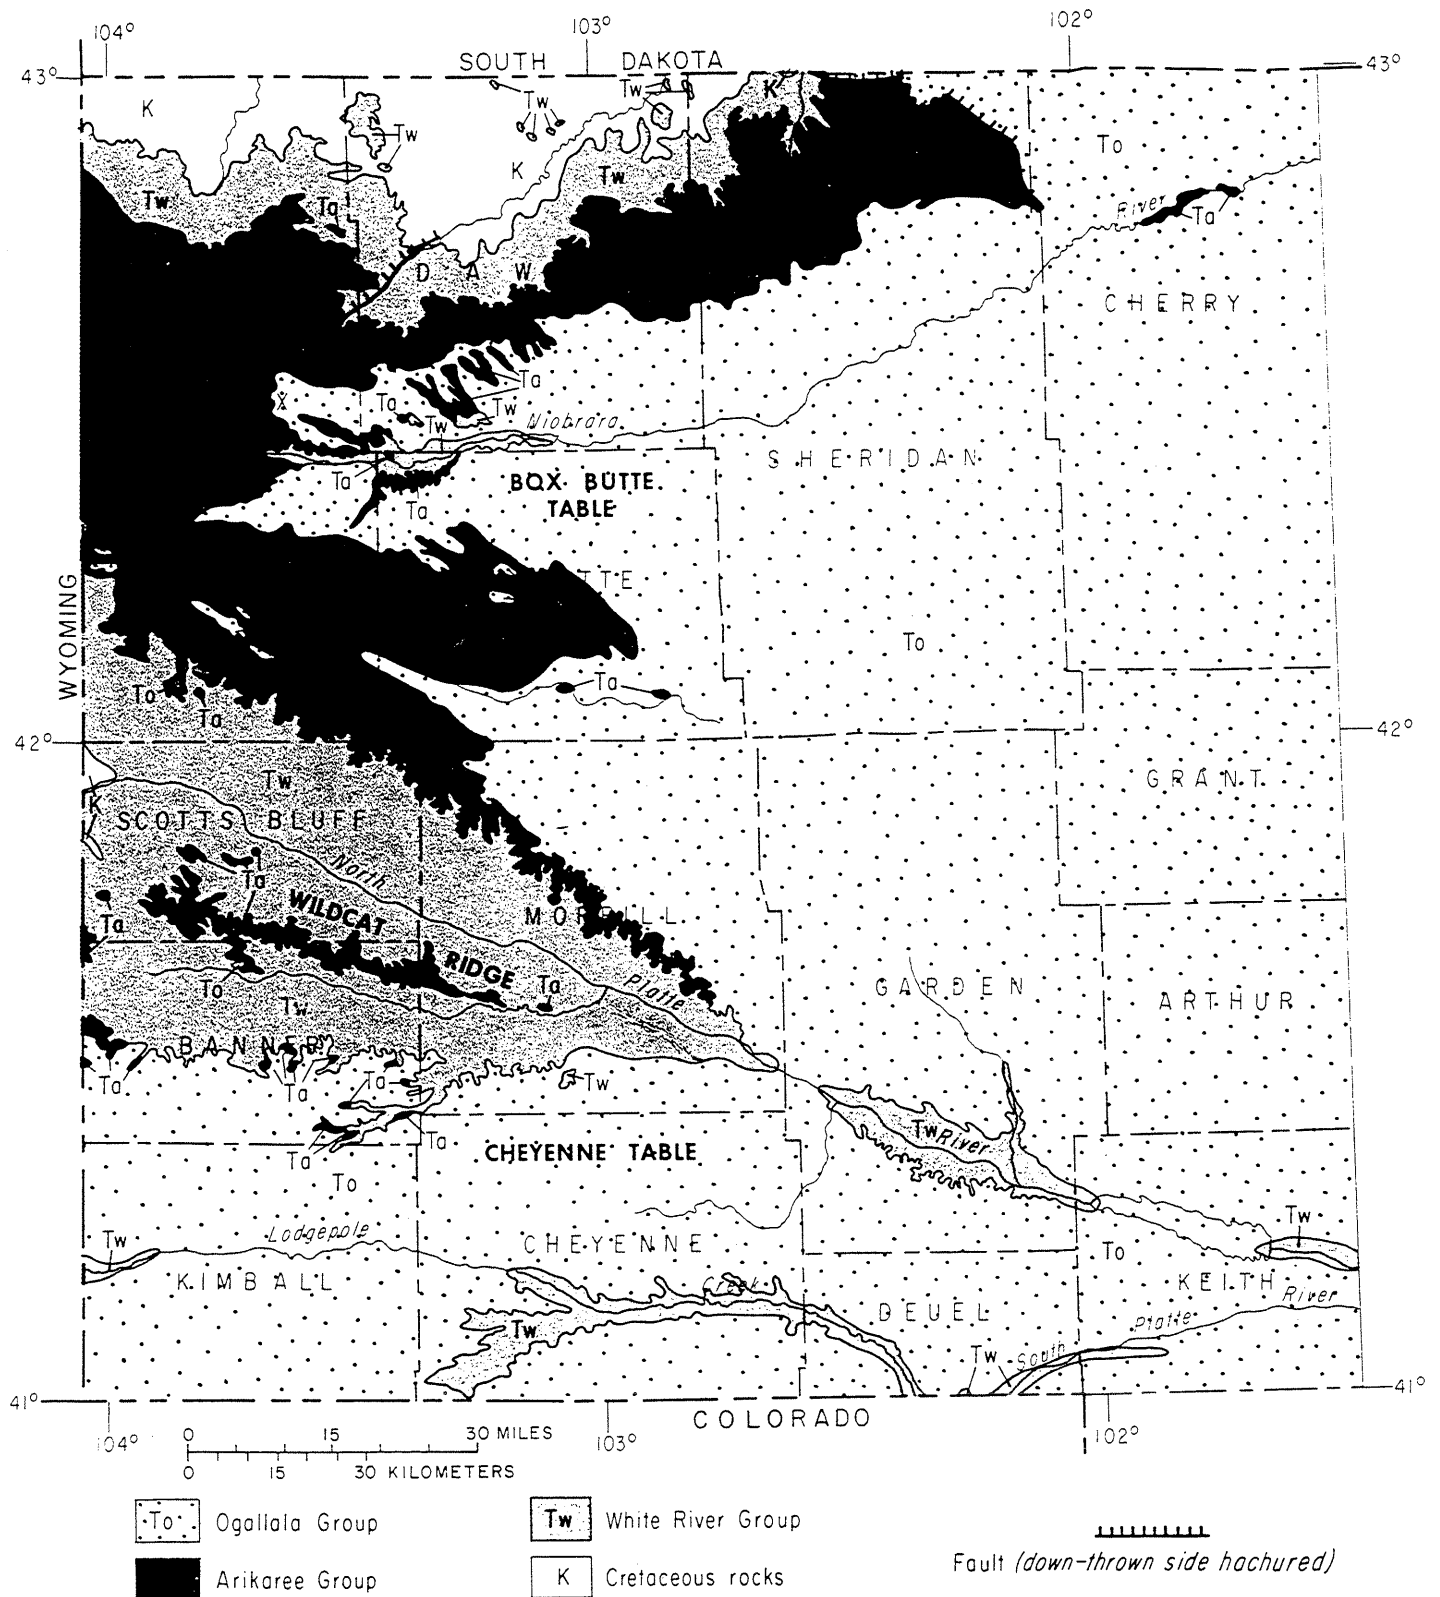 104°
103°
102°
43°
SOUTH DAKOTA
43°
K
Tw
Tw
Tw
K
K
Tw
Tw
Ta
To
River
Ta
D A W
CHERRY
X
Ta
Ta
Tw
Tw
Niobrara
SHERIDAN
Ta
Ta
BOX BUTTE
TABLE
TTE
WYOMING
To
To
Ta
Ta
42°
42°
K
Tw
GRANT
SCOTTS BLUFF
North
Ta
WILDCAT
RIDGE
MORRILL
Ta
Platte
Ta
To
Tw
GARDEN
ARTHUR
BANNER
Ta
Ta
Ta
Tw
Ta
Ta
CHEYENNE TABLE
Tw
River
To
Tw
Lodgepole
CHEYENNE
Tw
To
KIMBALL
Creek
KEITH
River
Tw
DEUEL
Platte
Tw
South
41°
41°
COLORADO
104°
103°
102°
0 15 30 MILES
0 15 30 KILOMETERS
To Ogallala Group
Tw White River Group
Arikaree Group
K Cretaceous rocks
Fault (down-thrown side hachured)